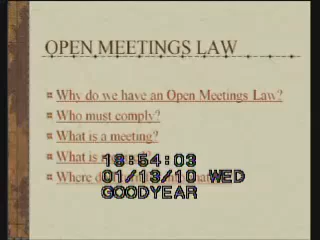 OPEN MEETINGS LAW
Why do we have an Open Meetings Law?
Who must comply?
What is a meeting?
What is
Where
18:54:03
01/13/10 WED
GOODYEAR